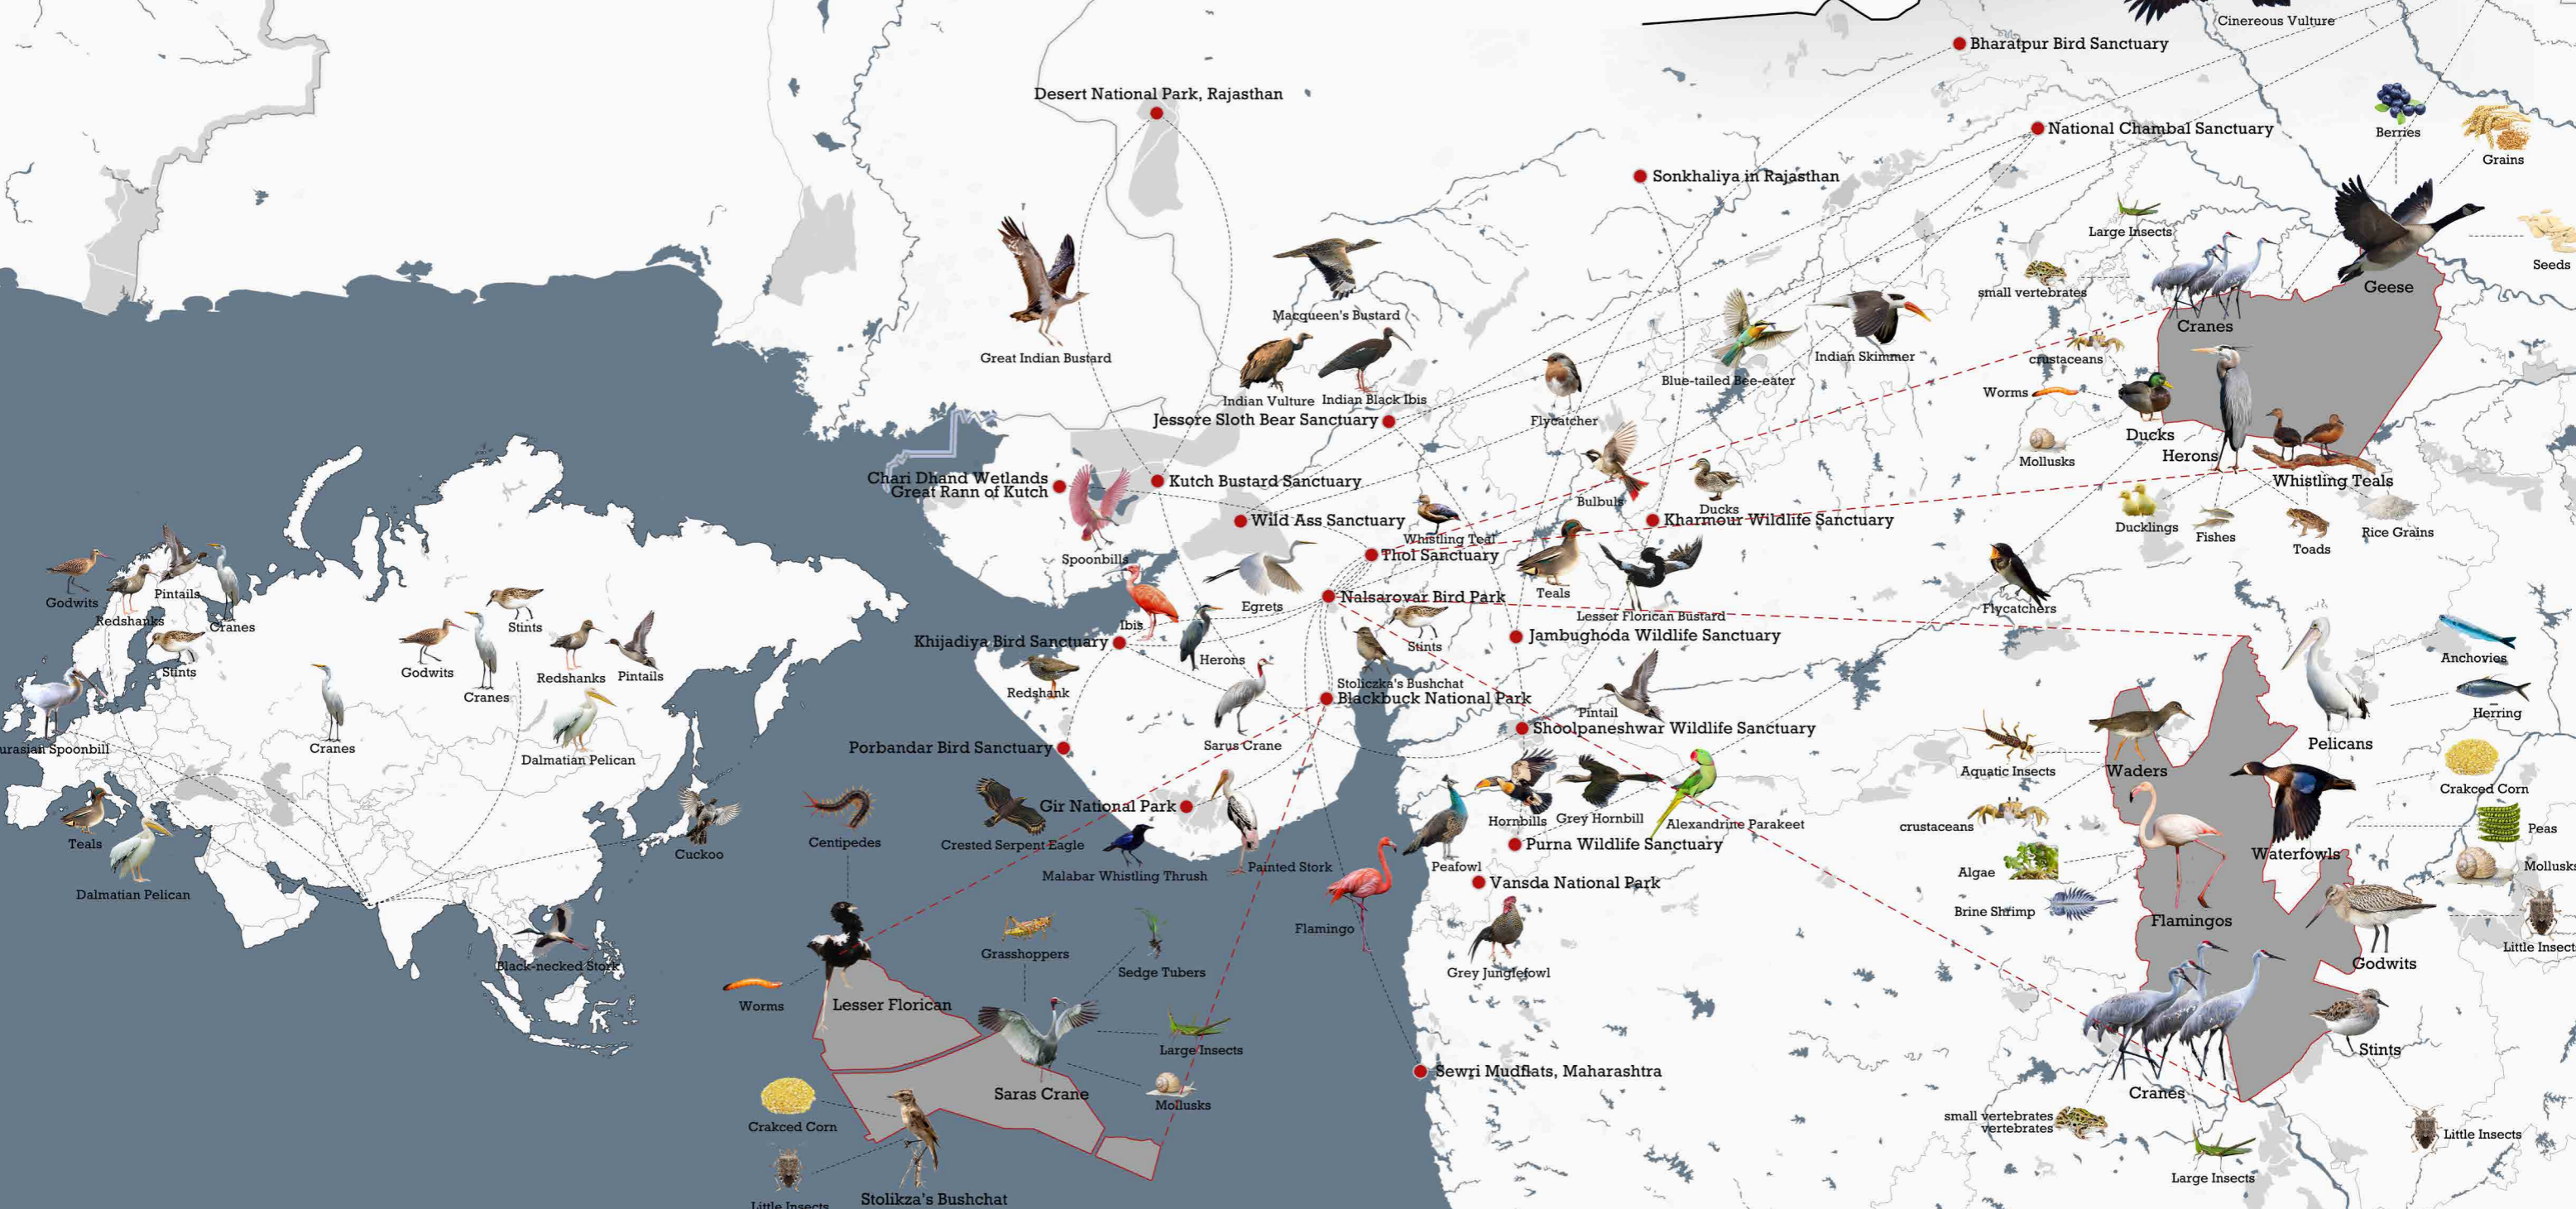 Cinereous Vulture
Bharatpur Bird Sanctuary
Desert National Park, Rajasthan
National Chambal Sanctuary
Berries
Grains
Sonkhaliya in Rajasthan
Large Insects
Seeds
small vertebrates
Geese
Macqueen's Bustard
Cranes
Great Indian Bustard
Indian Skimmer
crustaceans
Blue-tailed Bee-eater
Worms
Indian Vulture
Indian Black Ibis
Jessore Sloth Bear Sanctuary
Flycatcher
Ducks
Herons
Mollusks
Chari Dhand Wetlands
Great Rann of Kutch
Kutch Bustard Sanctuary
Whistling Teals
Bulbuls
Ducks
Wild Ass Sanctuary
Kharmour Wildlife Sanctuary
Ducklings
Fishes
Toads
Rice Grains
Whistling Teal
Thol Sanctuary
Spoonbills
Teals
Godwits
Pintails
Redshanks
Cranes
Stints
Egrets
Nalsarovar Bird Park
Flycatchers
Lesser Florican Bustard
Ibis
Stints
Khijadiya Bird Sanctuary
Herons
Stints
Jambughoda Wildlife Sanctuary
Anchovies
Godwits
Redshanks
Pintails
Cranes
Redshank
Stoliczka's Bushchat
Blackbuck National Park
Pintail
Herring
urasian Spoonbill
Cranes
Dalmatian Pelican
Porbandar Bird Sanctuary
Sarus Crane
Shoolpaneshwar Wildlife Sanctuary
Pelicans
Aquatic Insects
Waders
Crakced Corn
Gir National Park
Hornbills
Grey Hornbill
Alexandrine Parakeet
crustaceans
Peas
Teals
Cuckoo
Centipedes
Crested Serpent Eagle
Purna Wildlife Sanctuary
Waterfowls
Malabar Whistling Thrush
Painted Stork
Peafowl
Mollusks
Algae
Vansda National Park
Dalmatian Pelican
Brine Shrimp
Flamingos
Flamingo
Little Insect
Grasshoppers
Black-necked Stork
Sedge Tubers
Grey Junglefowl
Godwits
Worms
Lesser Florican
Large Insects
Stints
Sewri Mudflats, Maharashtra
Saras Crane
Cranes
Mollusks
small vertebrates
vertebrates
Crakced Corn
Little Insects
Large Insects
Stolikza's Bushchat
Little Insects